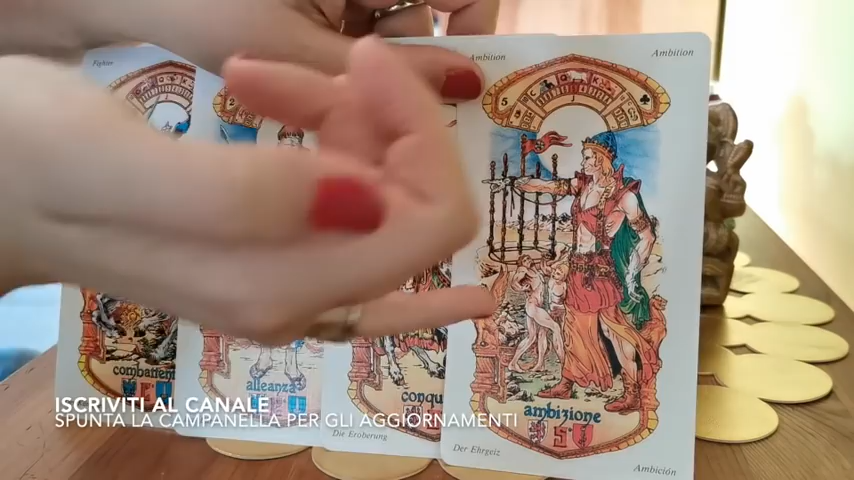 Fighter
Ambition
Ambition
combattent
alleanza
conqu
ambizione
Die Eroberung
Der Ehrgeiz
Ambición
ISCRIVITI AL CANALE
SPUNTA LA CAMPANELLA PER GLI AGGIORNAMENTI